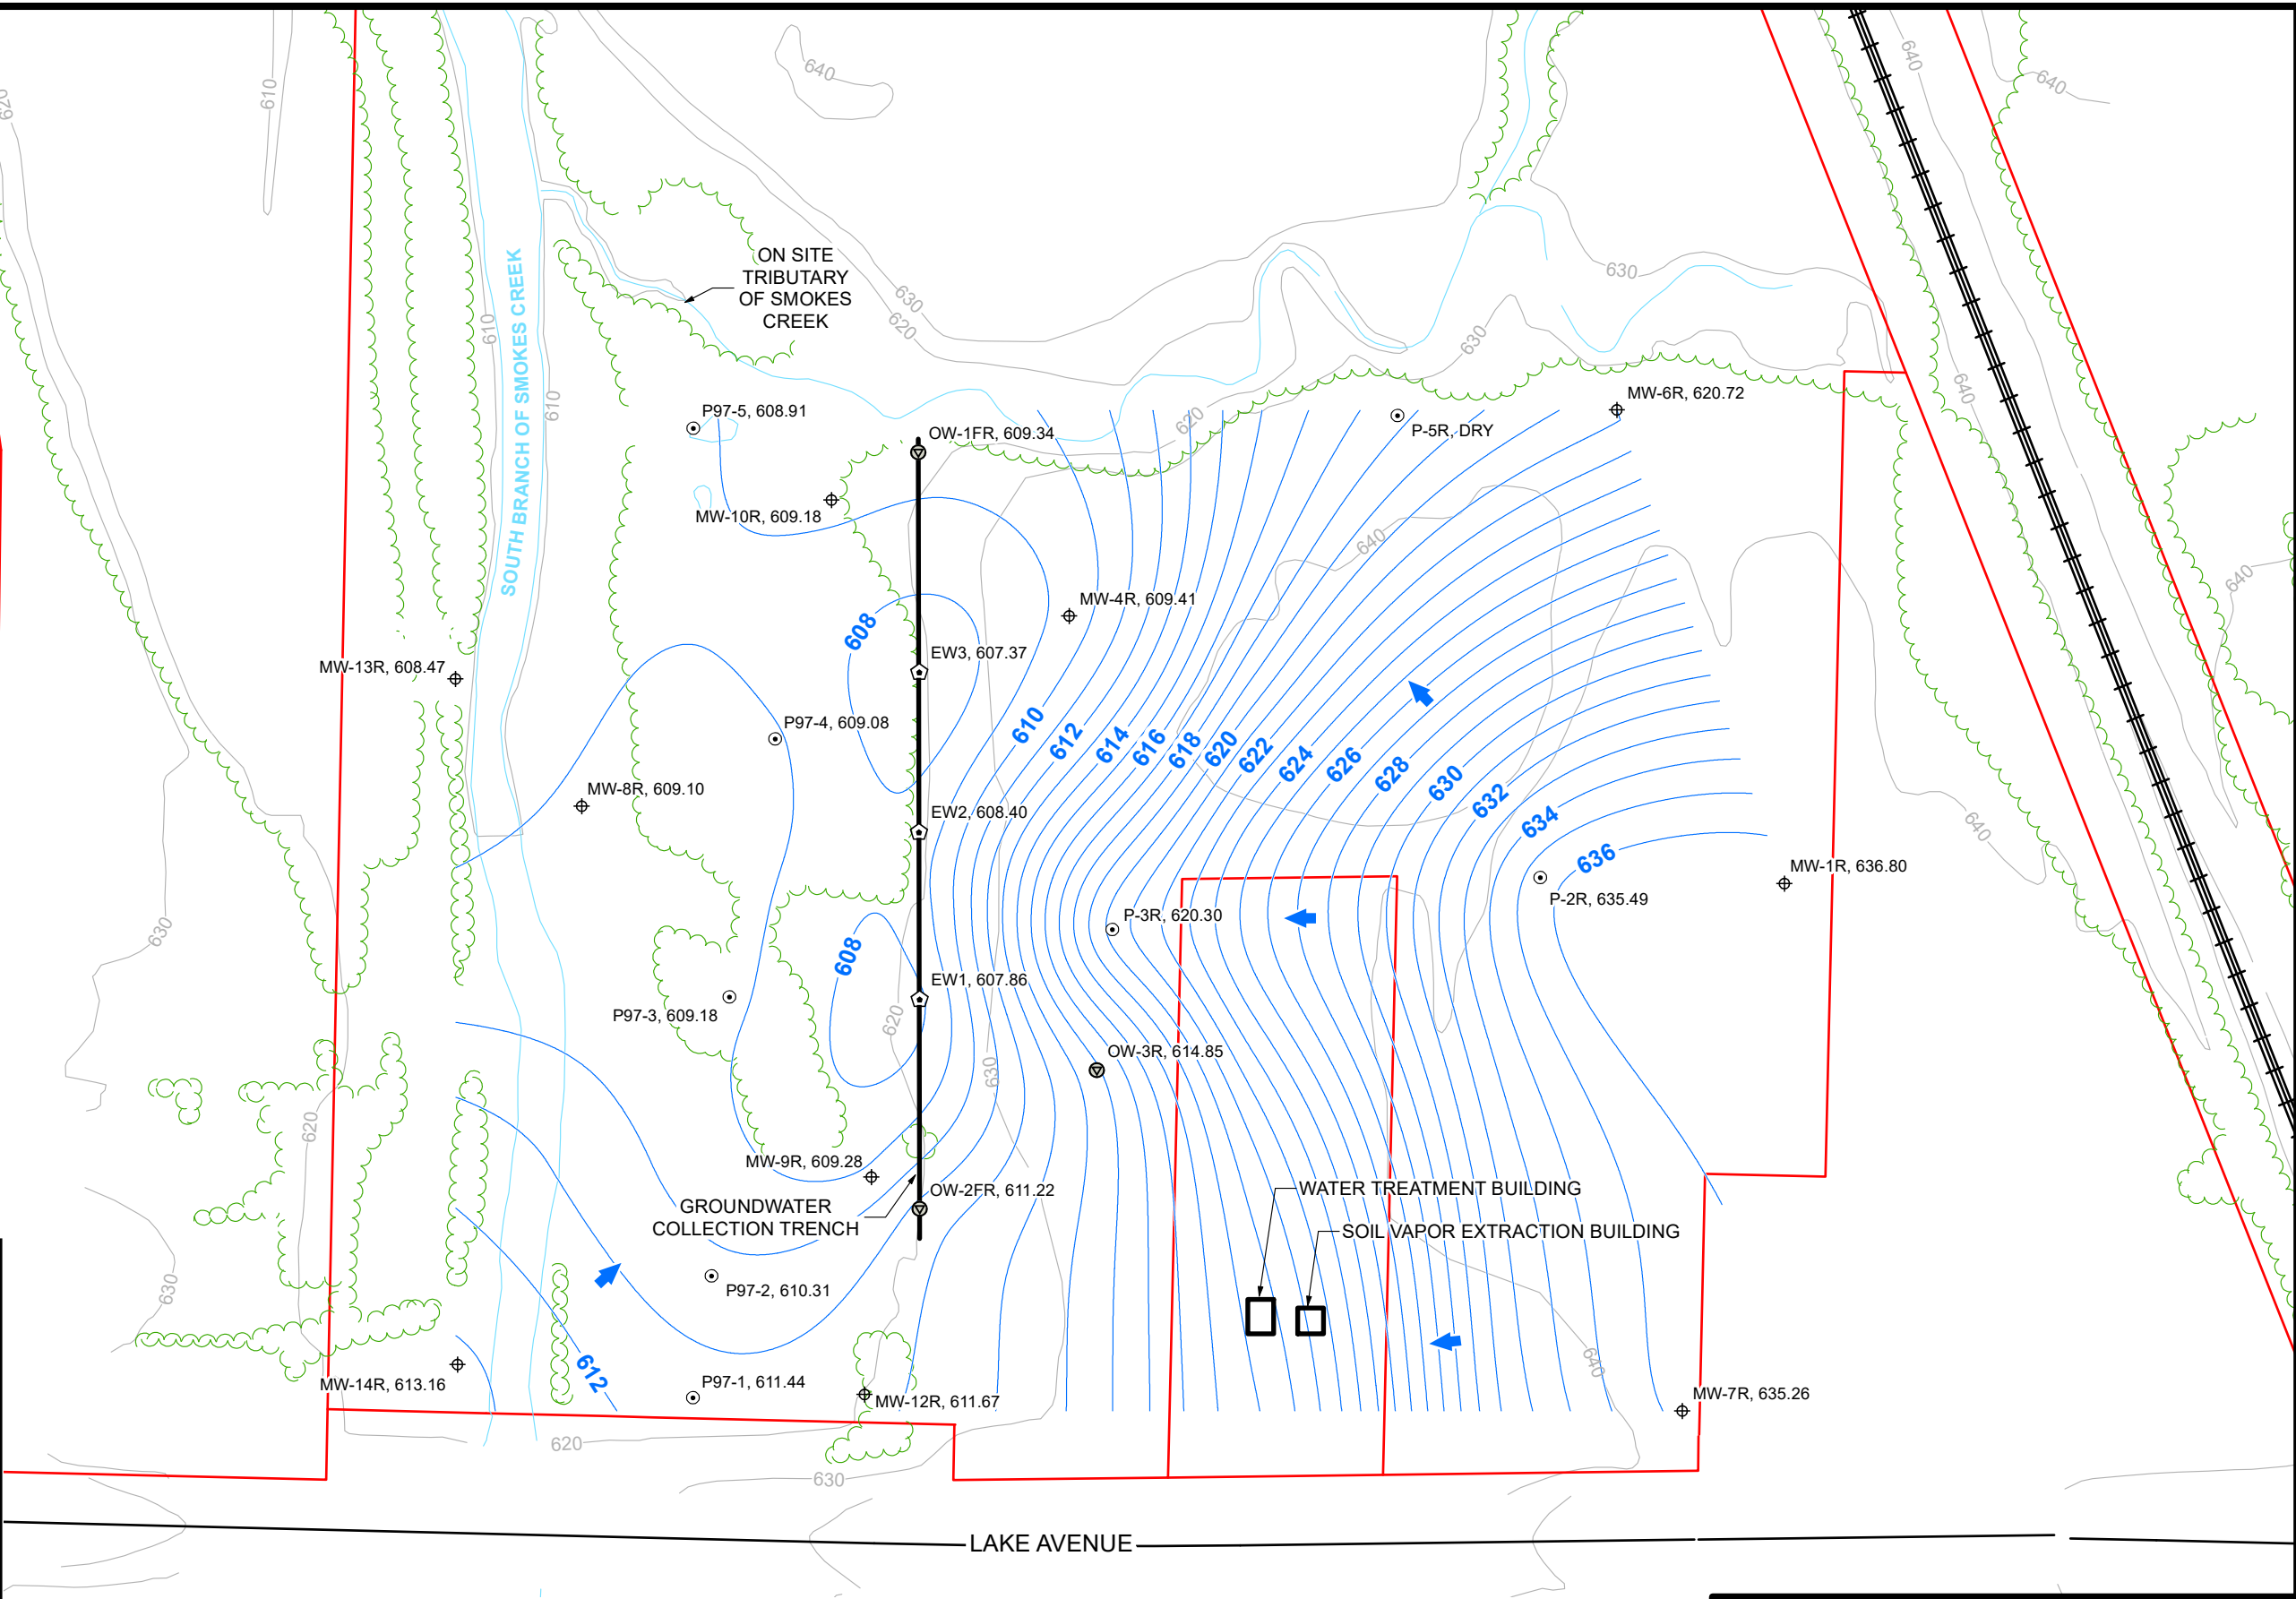 640
640
640
610
620
ON SITE
TRIBUTARY
OF SMOKES
CREEK
630
620
630
630
610
610
SOUTH BRANCH OF SMOKES CREEK
640
MW-6R, 620.72
P97-5, 608.91
P-5R, DRY
620
OW-1FR, 609.34
MW-10R, 609.18
640
640
MW-4R, 609.41
608
EW3, 607.37
MW-13R, 608.47
P97-4, 609.08
610
612
614
616
618
620
622
624
626
628
630
632
634
636
MW-8R, 609.10
EW2, 608.40
640
MW-1R, 636.80
P-2R, 635.49
P-3R, 620.30
630
608
EW1, 607.86
P97-3, 609.18
620
OW-3R, 614.85
630
620
MW-9R, 609.28
OW-2FR, 611.22
WATER TREATMENT BUILDING
GROUNDWATER
COLLECTION TRENCH
SOIL VAPOR EXTRACTION BUILDING
630
P97-2, 610.31
612
640
MW-14R, 613.16
P97-1, 611.44
MW-12R, 611.67
MW-7R, 635.26
620
630
LAKE AVENUE